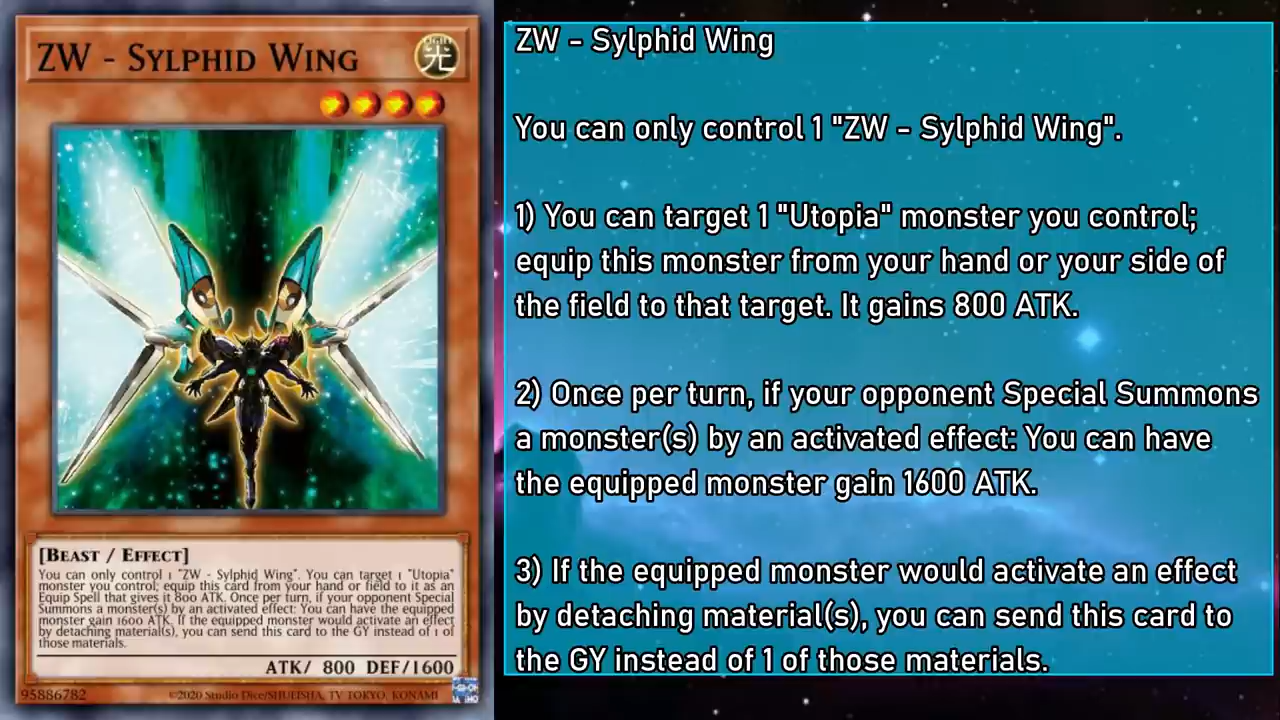 ZW - Sylphid Wing
光
[Beast / Effect]
You can only control 1 "ZW - Sylphid Wing". You can target 1 "Utopia"
monster you control; equip this card from your hand or field to it as an
Equip Spell that gives it 800 ATK. Once per turn, if your opponent Special
Summons a monster(s) by an activated effect: You can have the equipped
monster gain 1600 ATK. If the equipped monster would activate an effect
by detaching material(s), you can send this card to the GY instead of 1 of
those materials.
ATK/ 800 DEF/1600
95886782
©2020 Studio Dice/SHUEISHA, TV TOKYO, KONAMI
ZW - Sylphid Wing
You can only control 1 "ZW - Sylphid Wing".
1) You can target 1 "Utopia" monster you control;
equip this monster from your hand or your side of
the field to that target. It gains 800 ATK.
2) Once per turn, if your opponent Special Summons
a monster(s) by an activated effect: You can have
the equipped monster gain 1600 ATK.
3) If the equipped monster would activate an effect
by detaching material(s), you can send this card to
the GY instead of 1 of those materials.